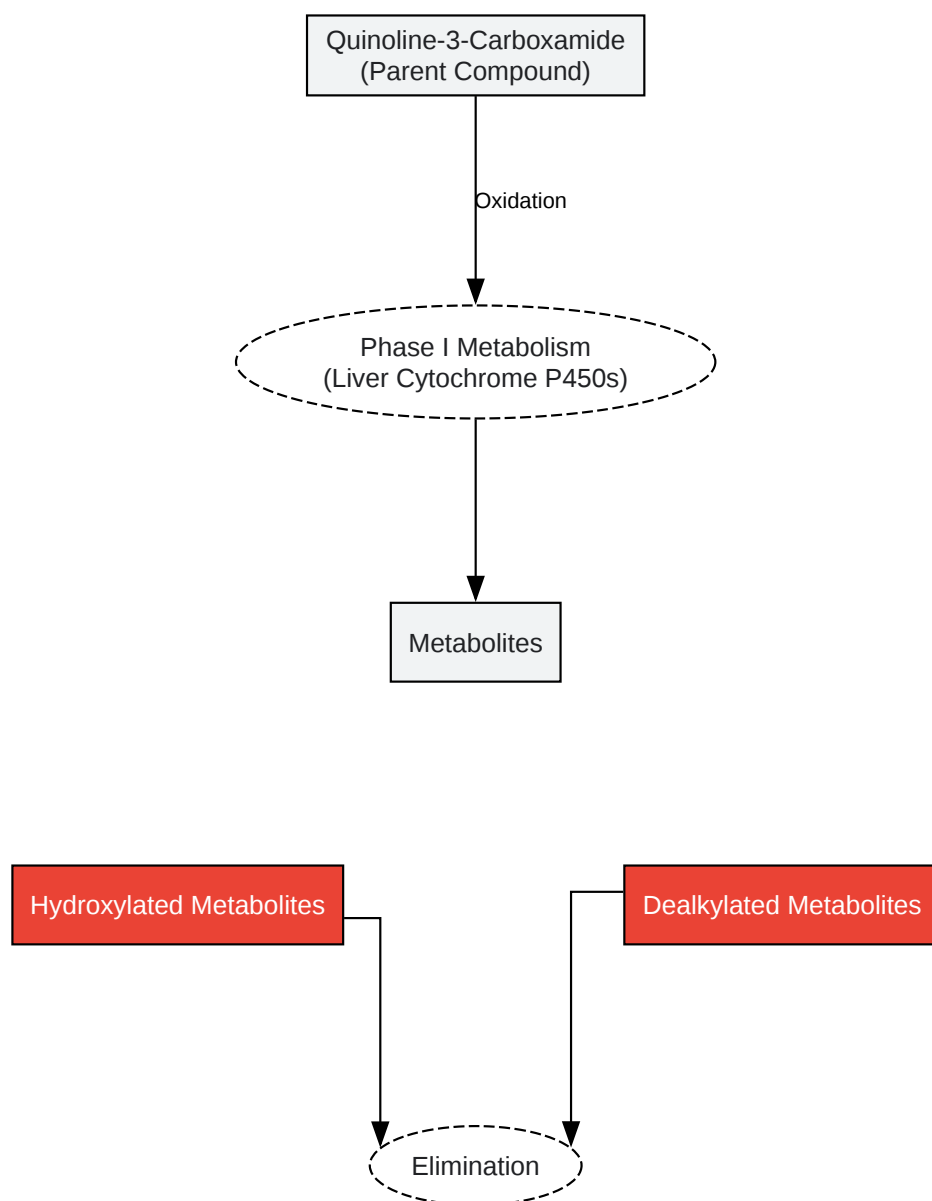 Quinoline-3-Carboxamide
(Parent Compound)
Oxidation
Phase I Metabolism
(Liver Cytochrome P450s)
Metabolites
Hydroxylated Metabolites
Dealkylated Metabolites
Elimination